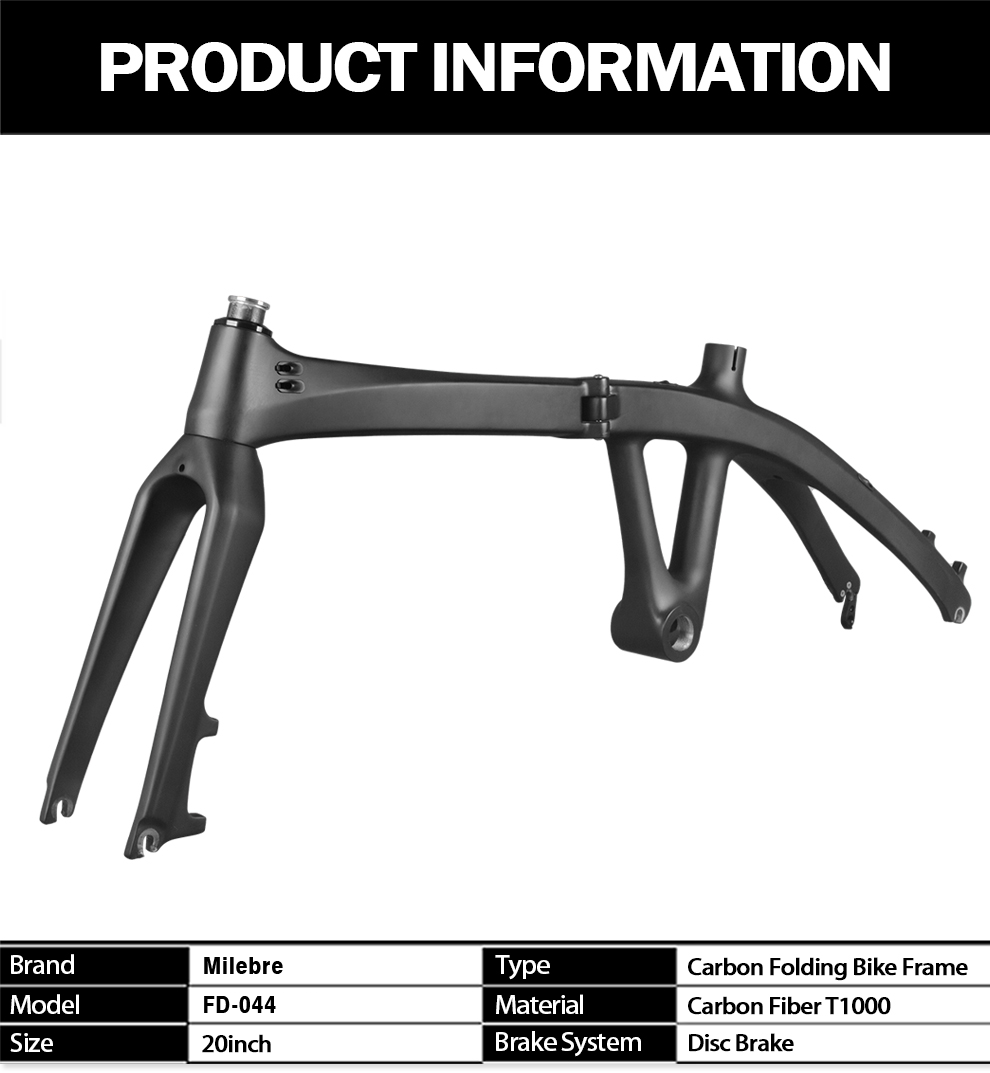 PRODUCT INFORMATION
Brand Milebre Type Carbon Folding Bike Frame
Model FD-044 Material Carbon Fiber T1000
Size 20inch Brake System Disc Brake